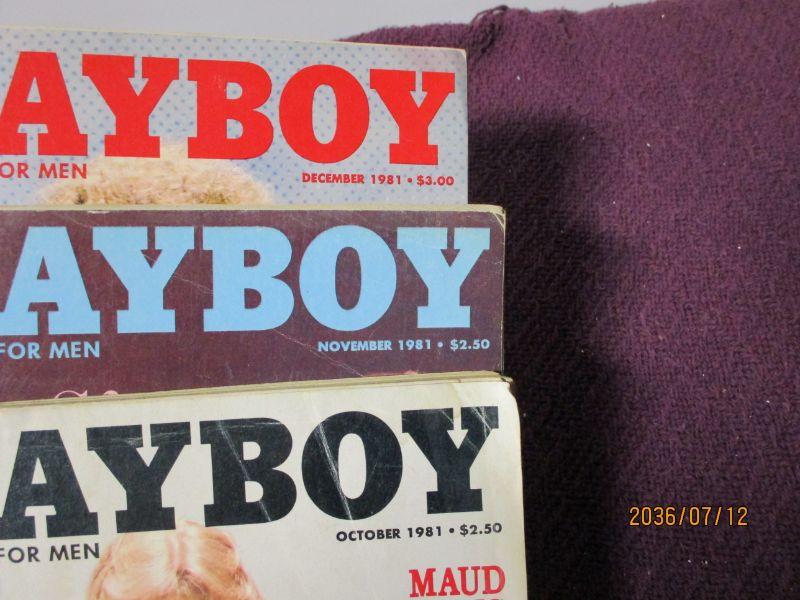 AYBOY
OR MEN
DECEMBER 1981 • $3.00
AYBOY
FOR MEN
NOVEMBER 1981 • $2.50
AYBOY
FOR MEN
OCTOBER 1981 • $2.50
MAUD
2036/07/12